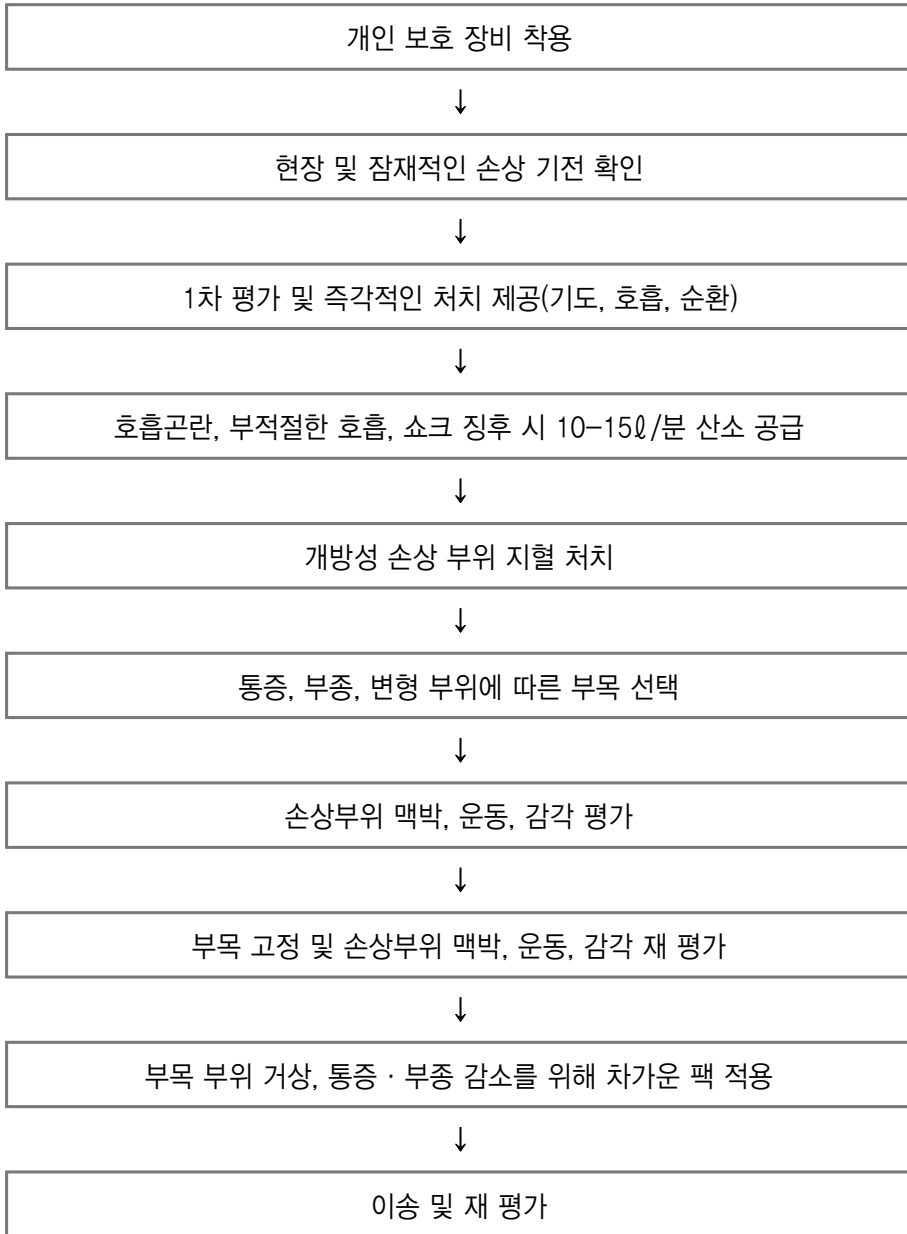 개인 보호 장비 착용
↓
현장 및 잠재적인 손상 기전 확인
↓
1차 평가 및 즉각적인 처치 제공(기도, 호흡, 순환)
↓
호흡곤란, 부적절한 호흡, 쇼크 징후 시 10-15ℓ/분 산소 공급
↓
개방성 손상 부위 지혈 처치
↓
통증, 부종, 변형 부위에 따른 부목 선택
↓
손상부위 맥박, 운동, 감각 평가
↓
부목 고정 및 손상부위 맥박, 운동, 감각 재 평가
↓
부목 부위 거상, 통증 · 부종 감소를 위해 차가운 팩 적용
↓
이송 및 재 평가